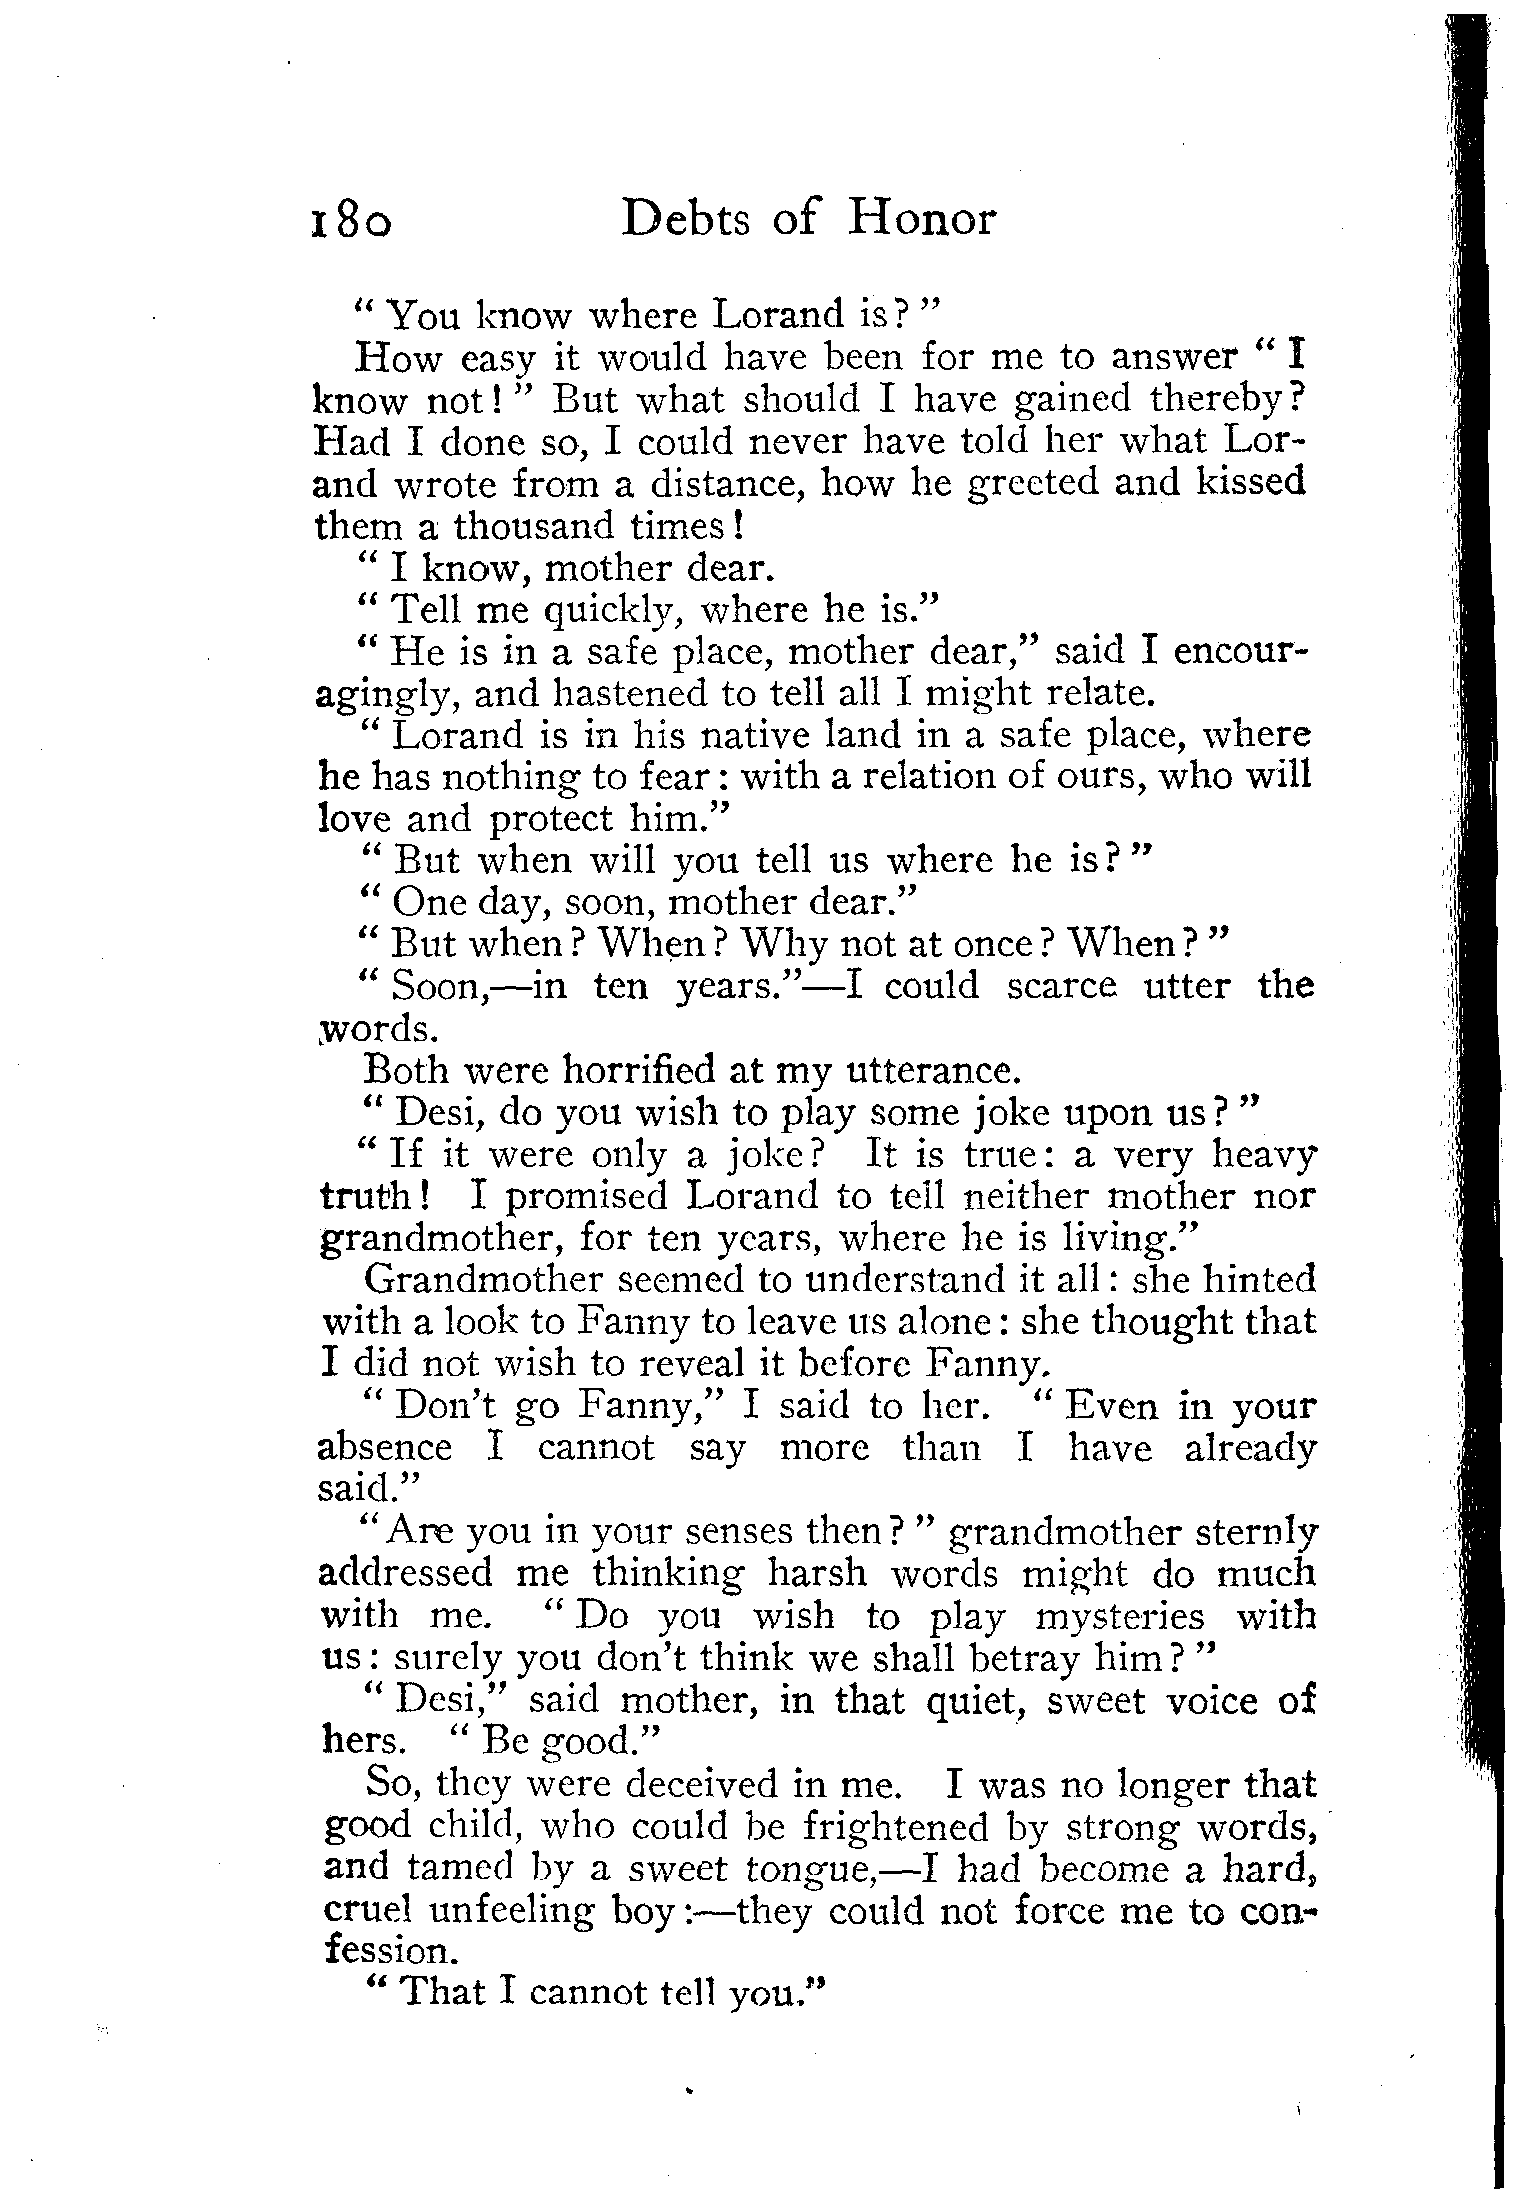 180 Debts of Honor
" You know where Lorand is? "
How easy it would have been for me to answer " I
know not! " But what should I have gained thereby?
Had I done so, I could never have told her what Lor-
and wrote from a distance, how he greeted and kissed
them a thousand times!
" I know, mother dear.
" Tell me quickly, where he is."
" He is in a safe place, mother dear," said I encour-
agingly, and hastened to tell all I might relate.
" Lorand is in his native land in a safe place, where
he has nothing to fear: with a relation of ours, who will
love and protect him."
" But when will you tell us where he is? "
" One day, soon, mother dear."
" But when? When? Why not at once? When? "
" Soon,—in ten years."—I could scarce utter the
words.
Both were horrified at my utterance.
" Desi, do you wish to play some joke upon us? "
" If it were only a joke? It is true: a very heavy
truth! I promised Lorand to tell neither mother nor
grandmother, for ten years, where he is living."
Grandmother seemed to understand it all: she hinted
with a look to Fanny to leave us alone: she thought that
I did not wish to reveal it before Fanny.
" Don't go Fanny," I said to her. " Even in your
absence I cannot say more than I have already
said."
" Are you in your senses then? " grandmother sternly
addressed me thinking harsh words might do much
with me. " Do you wish to play mysteries with
us: surely you don't think we shall betray him? "
" Desi," said mother, in that quiet, sweet voice of
hers. " Be good."
So, they were deceived in me. I was no longer that
good child, who could be frightened by strong words,
and tamed by a sweet tongue,—I had become a hard,
cruel unfeeling boy:—they could not force me to con-
fession.
" That I cannot tell you."